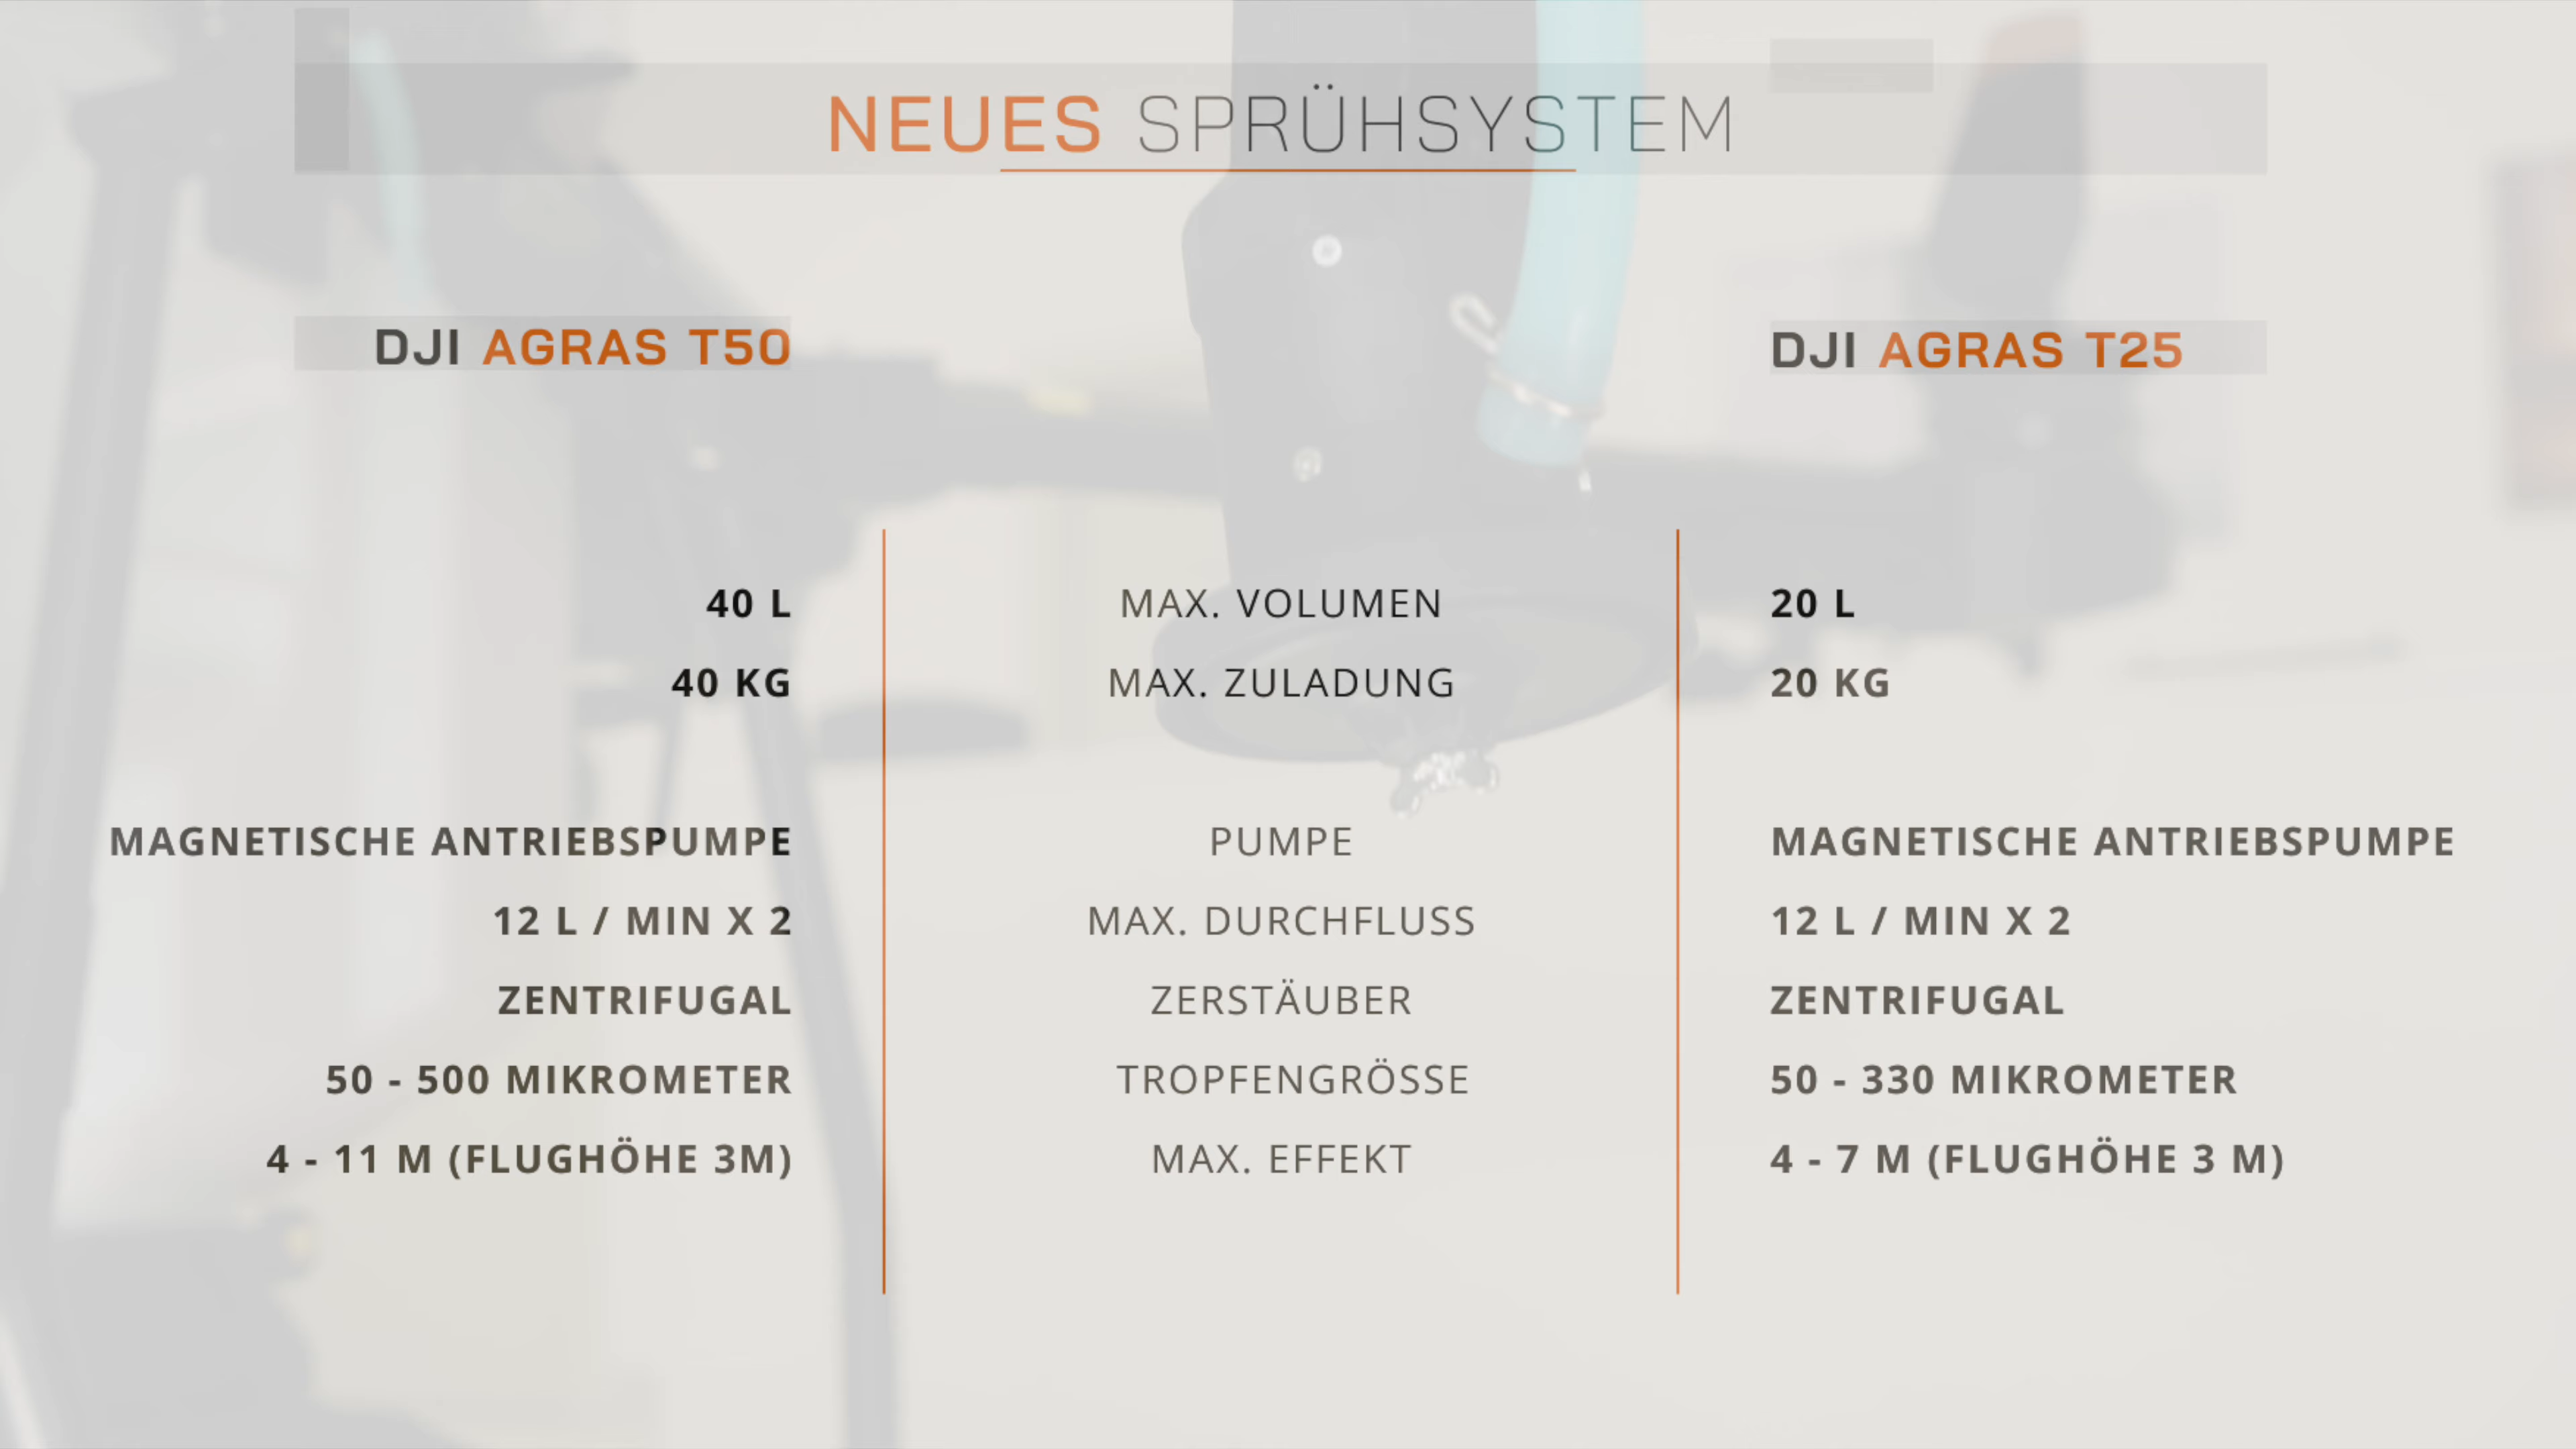 NEUES SPRÜHSYSTEM
DJI AGRAS T50
DJI AGRAS T25
40 L MAX. VOLUMEN 20 L
40 KG MAX. ZULADUNG 20 KG
MAGNETISCHE ANTRIEBSPUMPE PUMPE MAGNETISCHE ANTRIEBSPUMPE
12 L / MIN X 2 MAX. DURCHFLUSS 12 L / MIN X 2
ZENTRIFUGAL ZERSTÄUBER ZENTRIFUGAL
50 - 500 MIKROMETER TROPFENGRÖSSE 50 - 330 MIKROMETER
4 - 11 M (FLUGHÖHE 3M) MAX. EFFEKT 4 - 7 M (FLUGHÖHE 3 M)